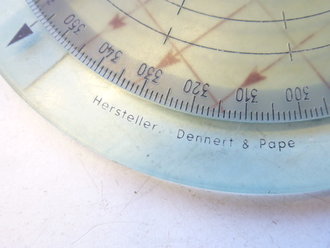 350 340 330 320 310 300
Hersteller: Dennert & Pape